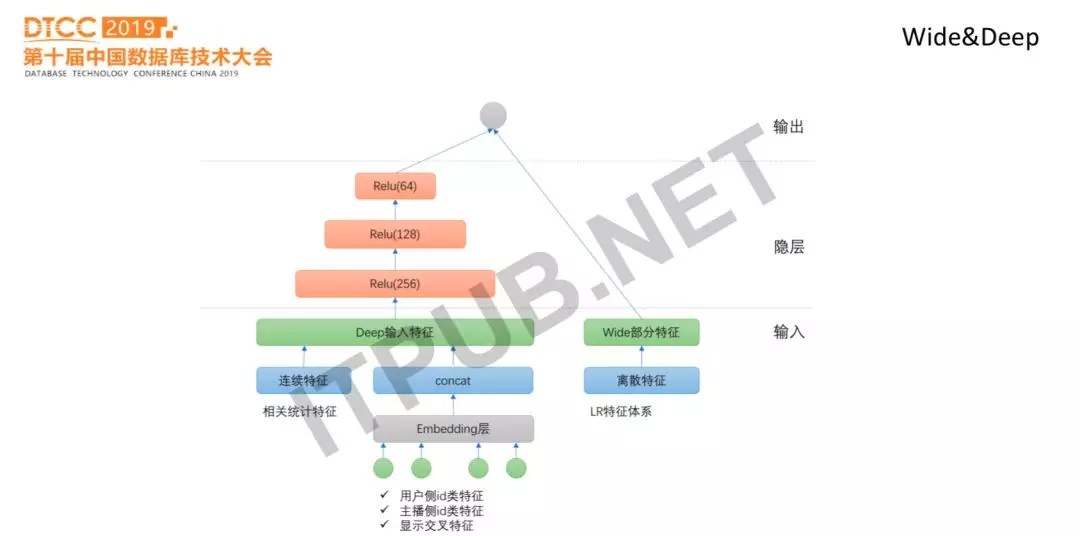 DTCC 2019
第十届中国数据库技术大会
DATABASE TECHNOLOGY CONFERENCE CHINA 2019
Wide&Deep
输出
Relu(64)
Relu(128)
隐层
Relu(256)
Deep输入特征
Wide部分特征
输入
连续特征
concat
离散特征
相关统计特征
LR特征体系
Embedding层
✓ 用户侧id类特征
✓ 主播侧id类特征
✓ 显示交叉特征
ITPUB.NET